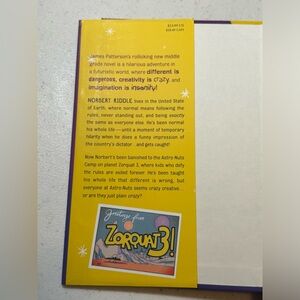 James Patterson's rollicking new middle
grade novel is a hilarious adventure in
a futuristic world, where different is
dangerous, creativity is crazy, and
imagination is insanity!
NORBERT RIDDLE lives in the United State
of Earth, where normal means following the
rules, never standing out, and being exactly
the same as everyone else. He's been normal
his whole life—until a moment of temporary
hilarity when he does a funny impression of
the country's dictator...and gets caught!
Now Norbert's been banished to the Astro-Nuts
Camp on planet Zorquat 3, where kids who defy
the rules are exiled forever. He's been taught
his whole life that different is wrong, but
everyone at Astro-Nuts seems crazy creative...
or are they just plain crazy?
Greetings from
ZORQUAT 3!